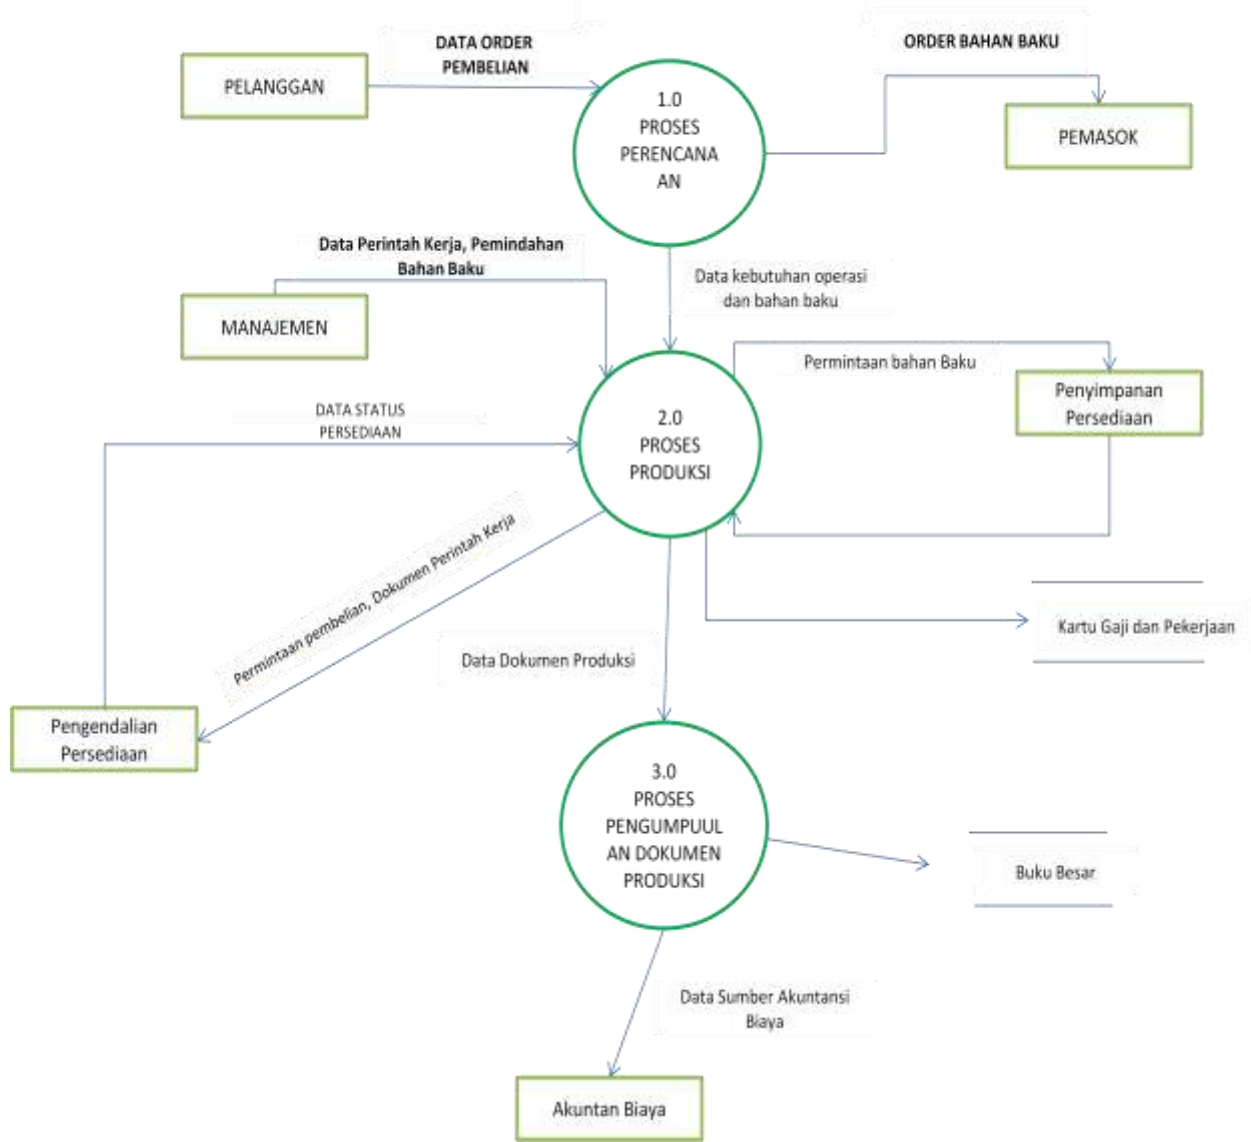 DATA ORDER
PEMBELIAN
ORDER BAHAN BAKU
PELANGGAN
1.0
PROSES
PERENCANA
AN
PEMASOK
Data Perintah Kerja, Pemindahan
Bahan Baku
Data kebutuhan operasi
dan bahan baku
MANAJEMEN
Permintaan bahan Baku
Penyimpanan
Persediaan
DATA STATUS
PERSEDIAAN
2.0
PROSES
PRODUKSI
Permintaan pembelian, Dokumen Perintah Kerja
Kartu Gaji dan Pekerjaan
Data Dokumen Produksi
Pengendalian
Persediaan
3.0
PROSES
PENGUMPUUL
AN DOKUMEN
PRODUKSI
Buku Besar
Data Sumber Akuntansi
Biaya
Akuntan Biaya